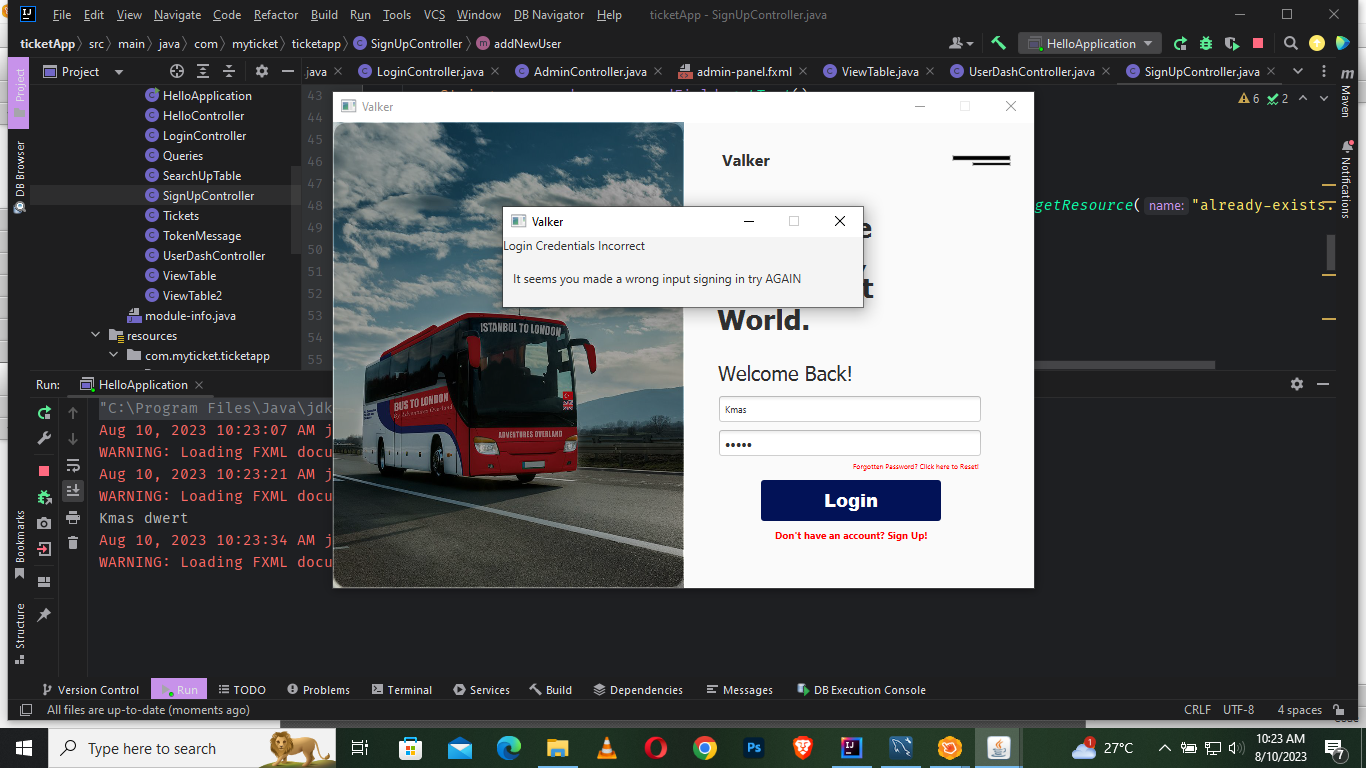 File Edit View Navigate Code Refactor Build Run Tools VCS Window DB Navigator Help ticketApp - SignUpController.java
ticketApp src main java com myticket ticketapp SignUpController addNewUser HelloApplication
Project .java LoginController.java AdminController.java admin-panel.fxml ViewTable.java UserDashController.java SignUpController.java
Project
DB Browser
Bookmarks
Structure
Maven
Notifications
HelloApplication
HelloController
LoginController
Queries
SearchUpTable
SignUpController
Tickets
TokenMessage
UserDashController
ViewTable
ViewTable2
module-info.java
resources
com.myticket.ticketapp
43
44
45
46
47
48
49
50
51
52
53
54
55
6 2
getResource( name: "already-exists.
Valker
Valker
Valker
Login Credentials Incorrect
It seems you made a wrong input signing in try AGAIN
World.
Welcome Back!
Kmas
•••••
Forgotten Password? Click here to Reset!
Login
Don't have an account? Sign Up!
ISTANBUL TO LONDON
BUS TO LONDON
ADVENTURES OVERLAND
Run: HelloApplication
"C:\Program Files\Java\jdk
Aug 10, 2023 10:23:07 AM j
WARNING: Loading FXML docu
Aug 10, 2023 10:23:21 AM j
WARNING: Loading FXML docu
Kmas dwert
Aug 10, 2023 10:23:34 AM j
WARNING: Loading FXML docu
Version Control Run TODO Problems Terminal Services Build Dependencies Messages DB Execution Console
All files are up-to-date (moments ago) CRLF UTF-8 4 spaces
Type here to search
1 27°C
10:23 AM
8/10/2023
7